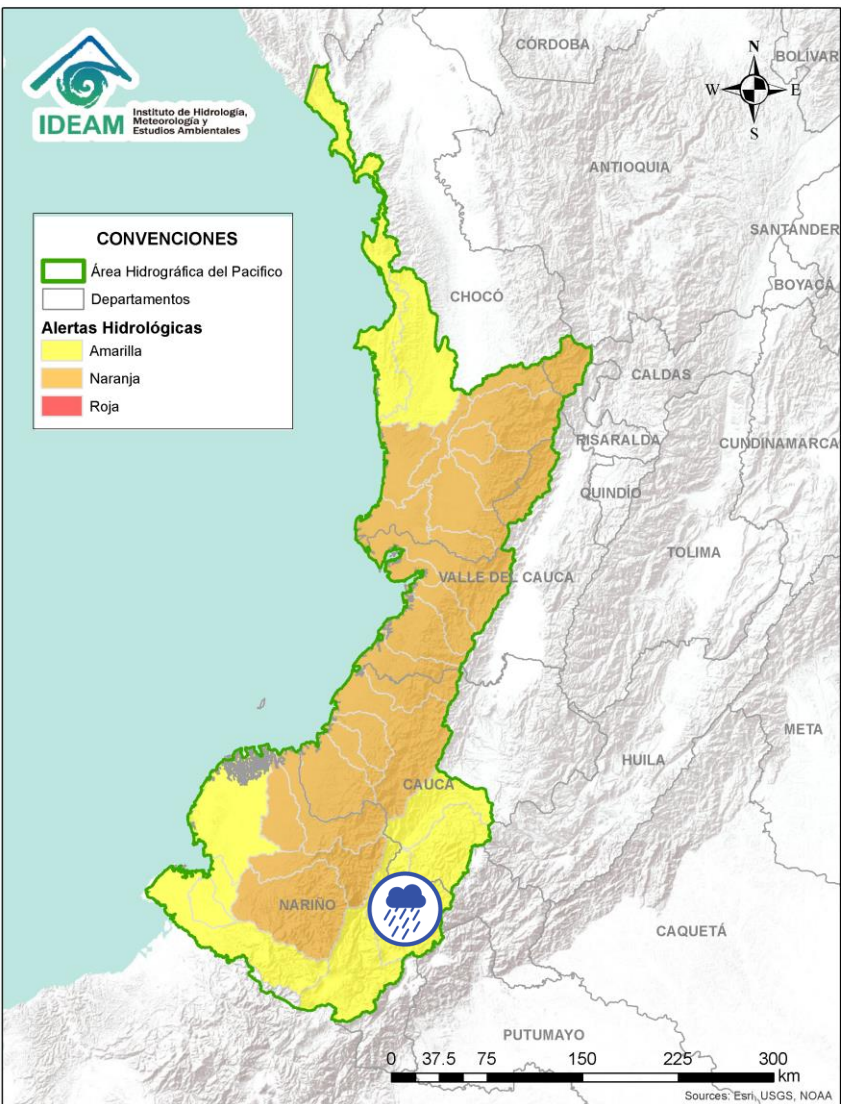 IDEAM
Instituto de Hidrología,
Meteorología y
Estudios Ambientales
N
W E
S
CÓRDOBA
BOLÍVAR
ANTIOQUIA
SANTANDER
BOYACÁ
CHOCÓ
CALDAS
RISARALDA
CUNDINAMARCA
QUINDÍO
TOLIMA
VALLE DEL CAUCA
META
HUILA
CAUCA
NARIÑO
CAQUETÁ
PUTUMAYO
CONVENCIONES
Área Hidrográfica del Pacifico
Departamentos
Alertas Hidrológicas
Amarilla
Naranja
Roja
0 37.5 75 150 225 300
km
Sources: Esri, USGS, NOAA